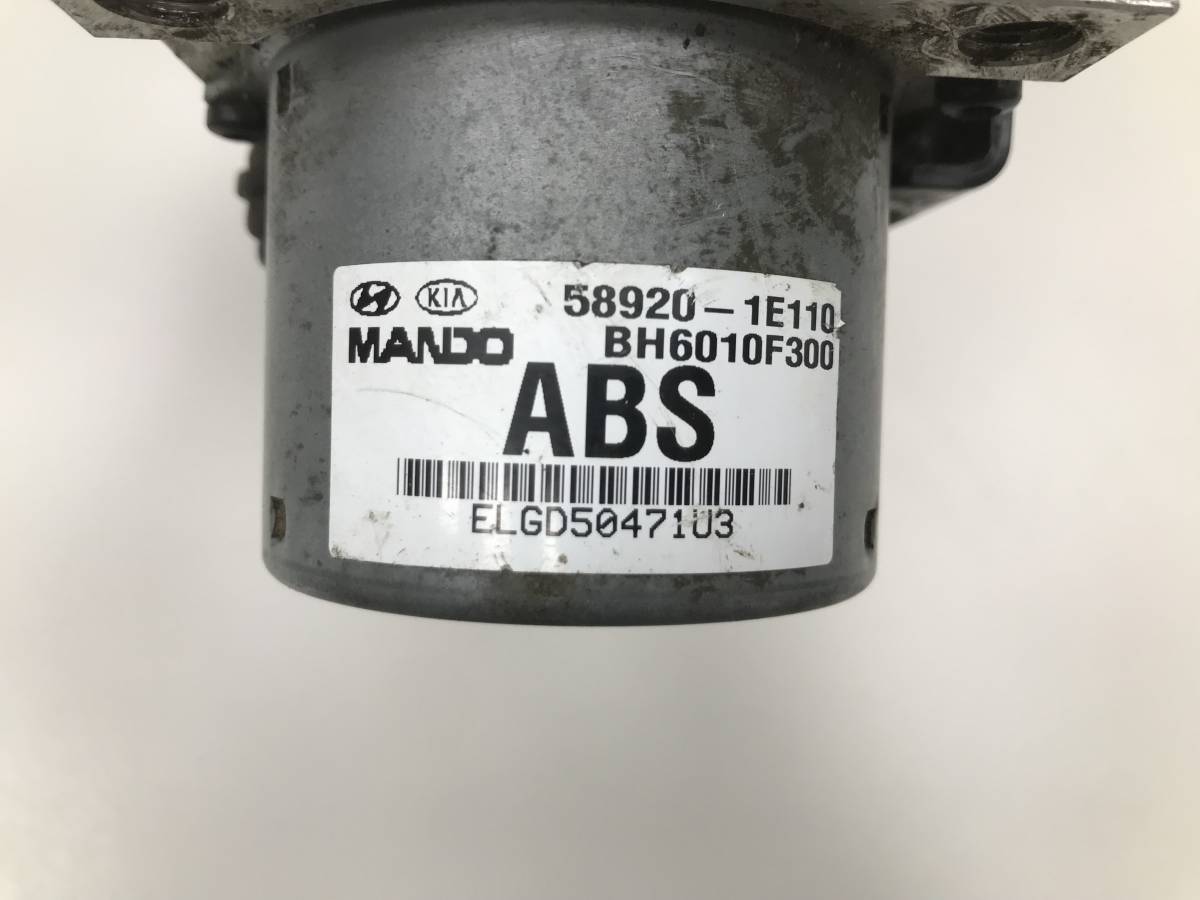 KIA 58920-1E110
MANDO BH6010F300
ABS
ELGD50471U3